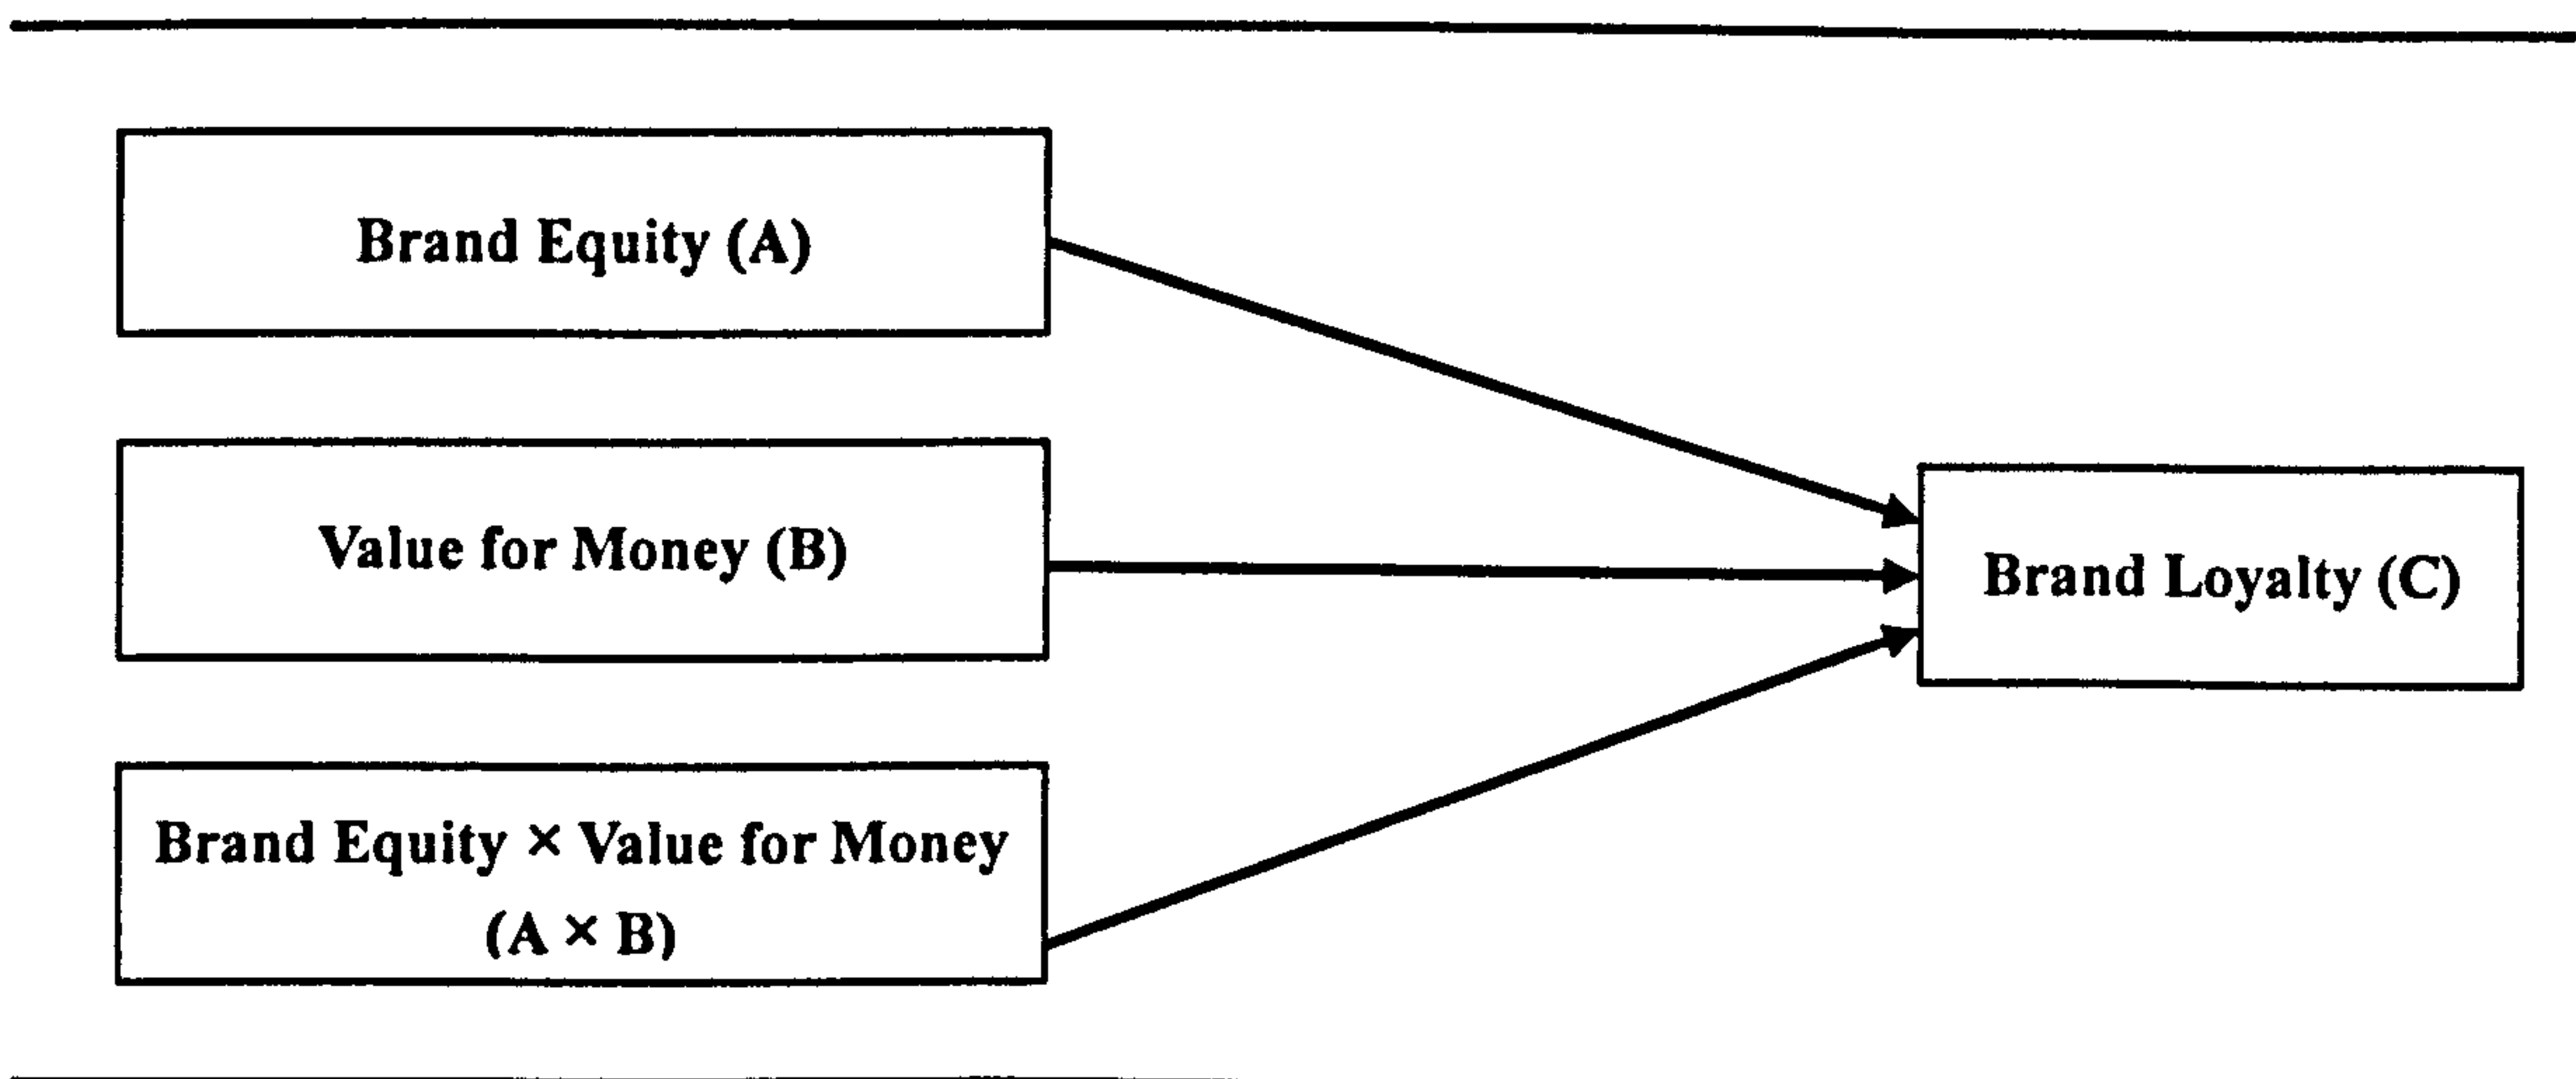 Brand Equity (A)
Value for Money (B)
Brand Loyalty (C)
Brand Equity × Value for Money
(A × B)